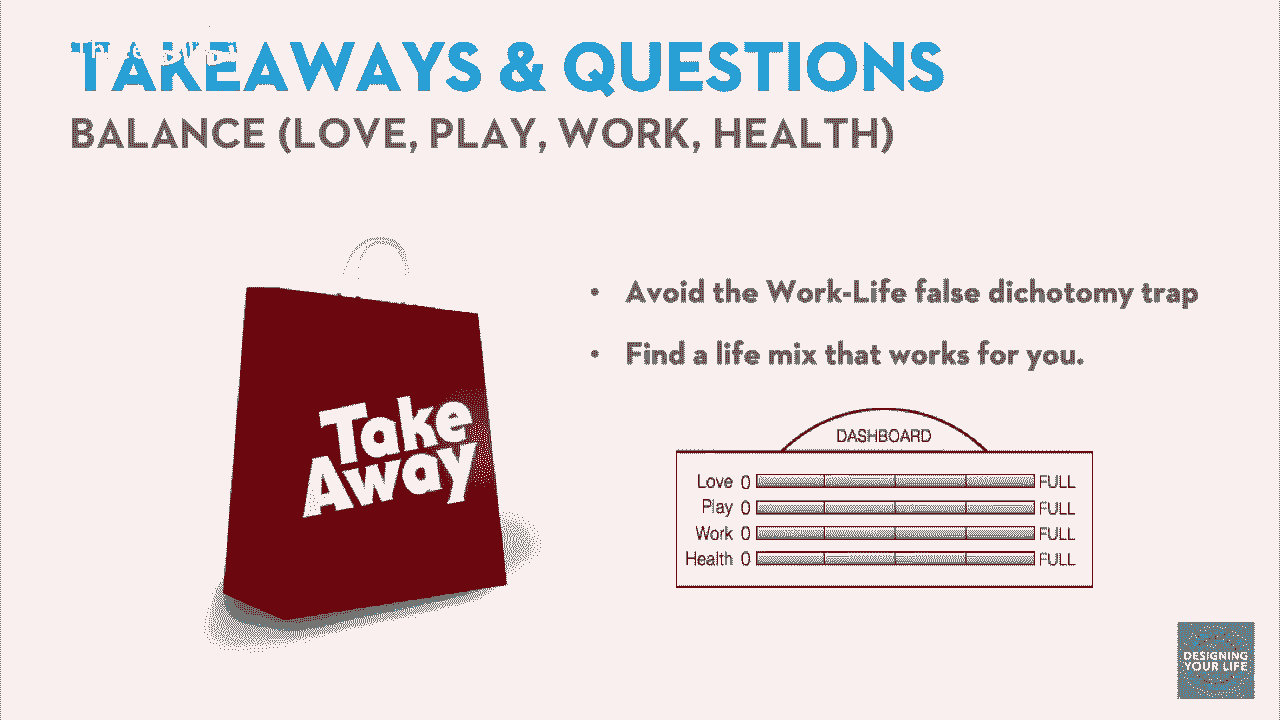 TAKEAWAYS & QUESTIONS
BALANCE (LOVE, PLAY, WORK, HEALTH)
• Avoid the Work-Life false dichotomy trap
• Find a life mix that works for you.
Take
Away
DASHBOARD
Love 0 FULL
Play 0 FULL
Work 0 FULL
Health 0 FULL
DESIGNING
YOUR LIFE